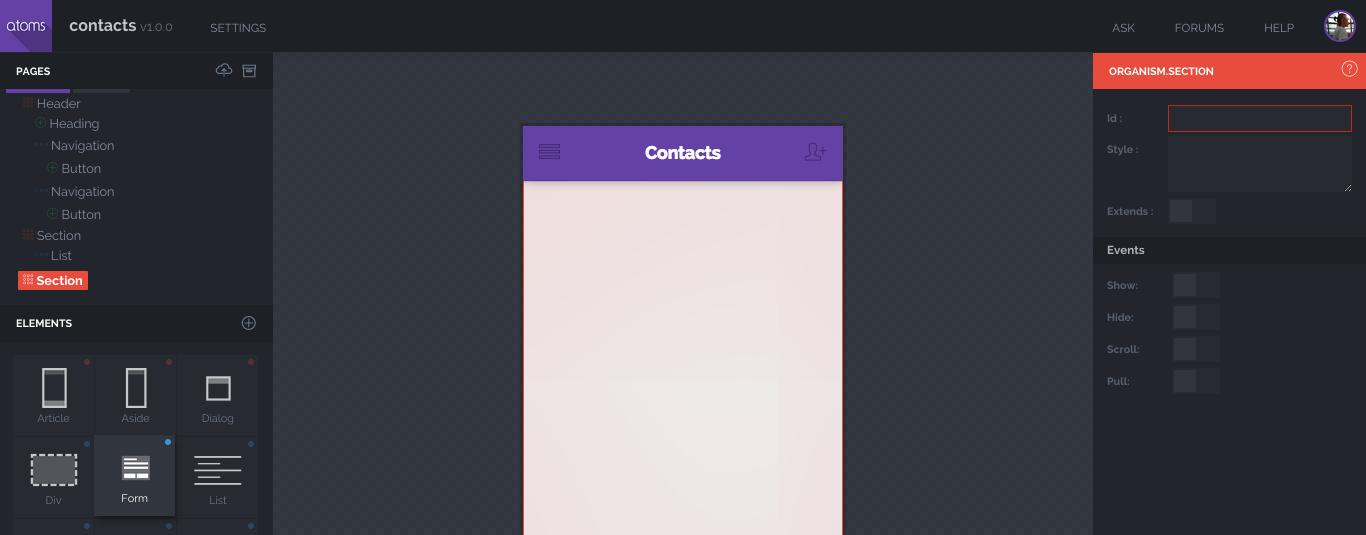 atoms contacts v1.0.0 SETTINGS ASK FORUMS HELP
PAGES
Header
Heading
Navigation
Button
Navigation
Button
Section
List
Section
ELEMENTS
Article Aside Dialog
Div Form List
Contacts
ORGANISM.SECTION ?
Id :
Style :
Extends :
Events
Show:
Hide:
Scroll:
Pull: